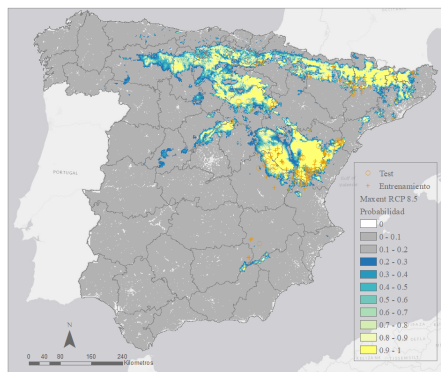 PORTUGAL
Test
Entrenamiento
Maxent RCP 8.5
Probabilidad
0
0 - 0.1
0.1 - 0.2
0.2 - 0.3
0.3 - 0.4
0.4 - 0.5
0.5 - 0.6
0.6 - 0.7
0.7 - 0.8
0.8 - 0.9
0.9 - 1
N
0 40 80 160 240
Kilometros